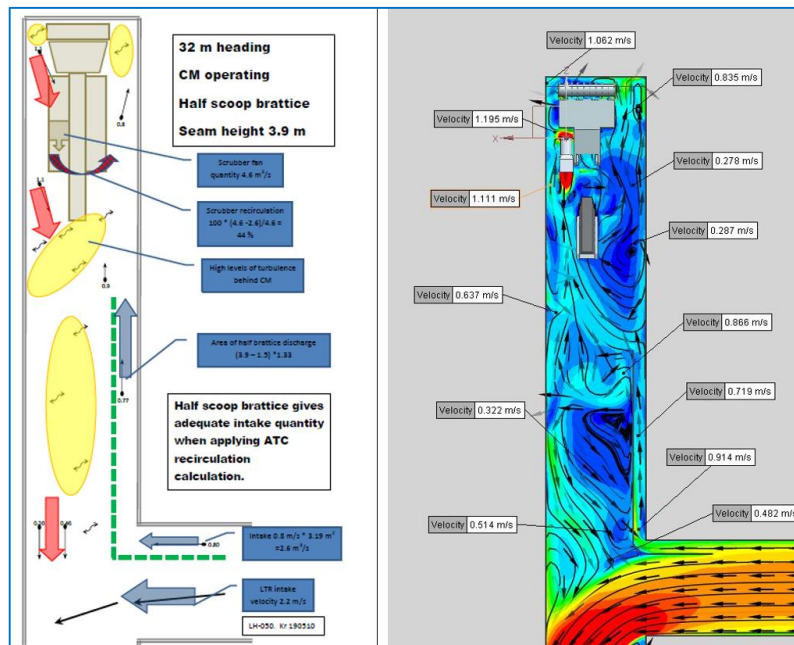 32 m heading
CM operating
Half scoop brattice
Seam height 3.9 m
1.1
0.8
Scrubber fan
quantity 4.6 m³/s
Scrubber recirculation
100 * (4.6 -2.6)/4.6 =
44 %
1.1
High levels of turbulence
behind CM
0.9
Area of half brattice discharge
(3.9 – 1.5) *1.33
0.77
Half scoop brattice gives
adequate intake quantity
when applying ATC
recirculation
calculation.
Intake 0.8 m/s * 3.19 m²
=2.6 m³/s
0.80
LTR intake
velocity 2.2 m/s
LH-050. Kr 190510
Velocity 1.062 m/s
Velocity 0.835 m/s
Z
Velocity 1.195 m/s
X
Velocity 0.278 m/s
Velocity 1.111 m/s
Velocity 0.287 m/s
Velocity 0.637 m/s
Velocity 0.866 m/s
Velocity 0.719 m/s
Velocity 0.322 m/s
Velocity 0.914 m/s
Velocity 0.482 m/s
Velocity 0.514 m/s